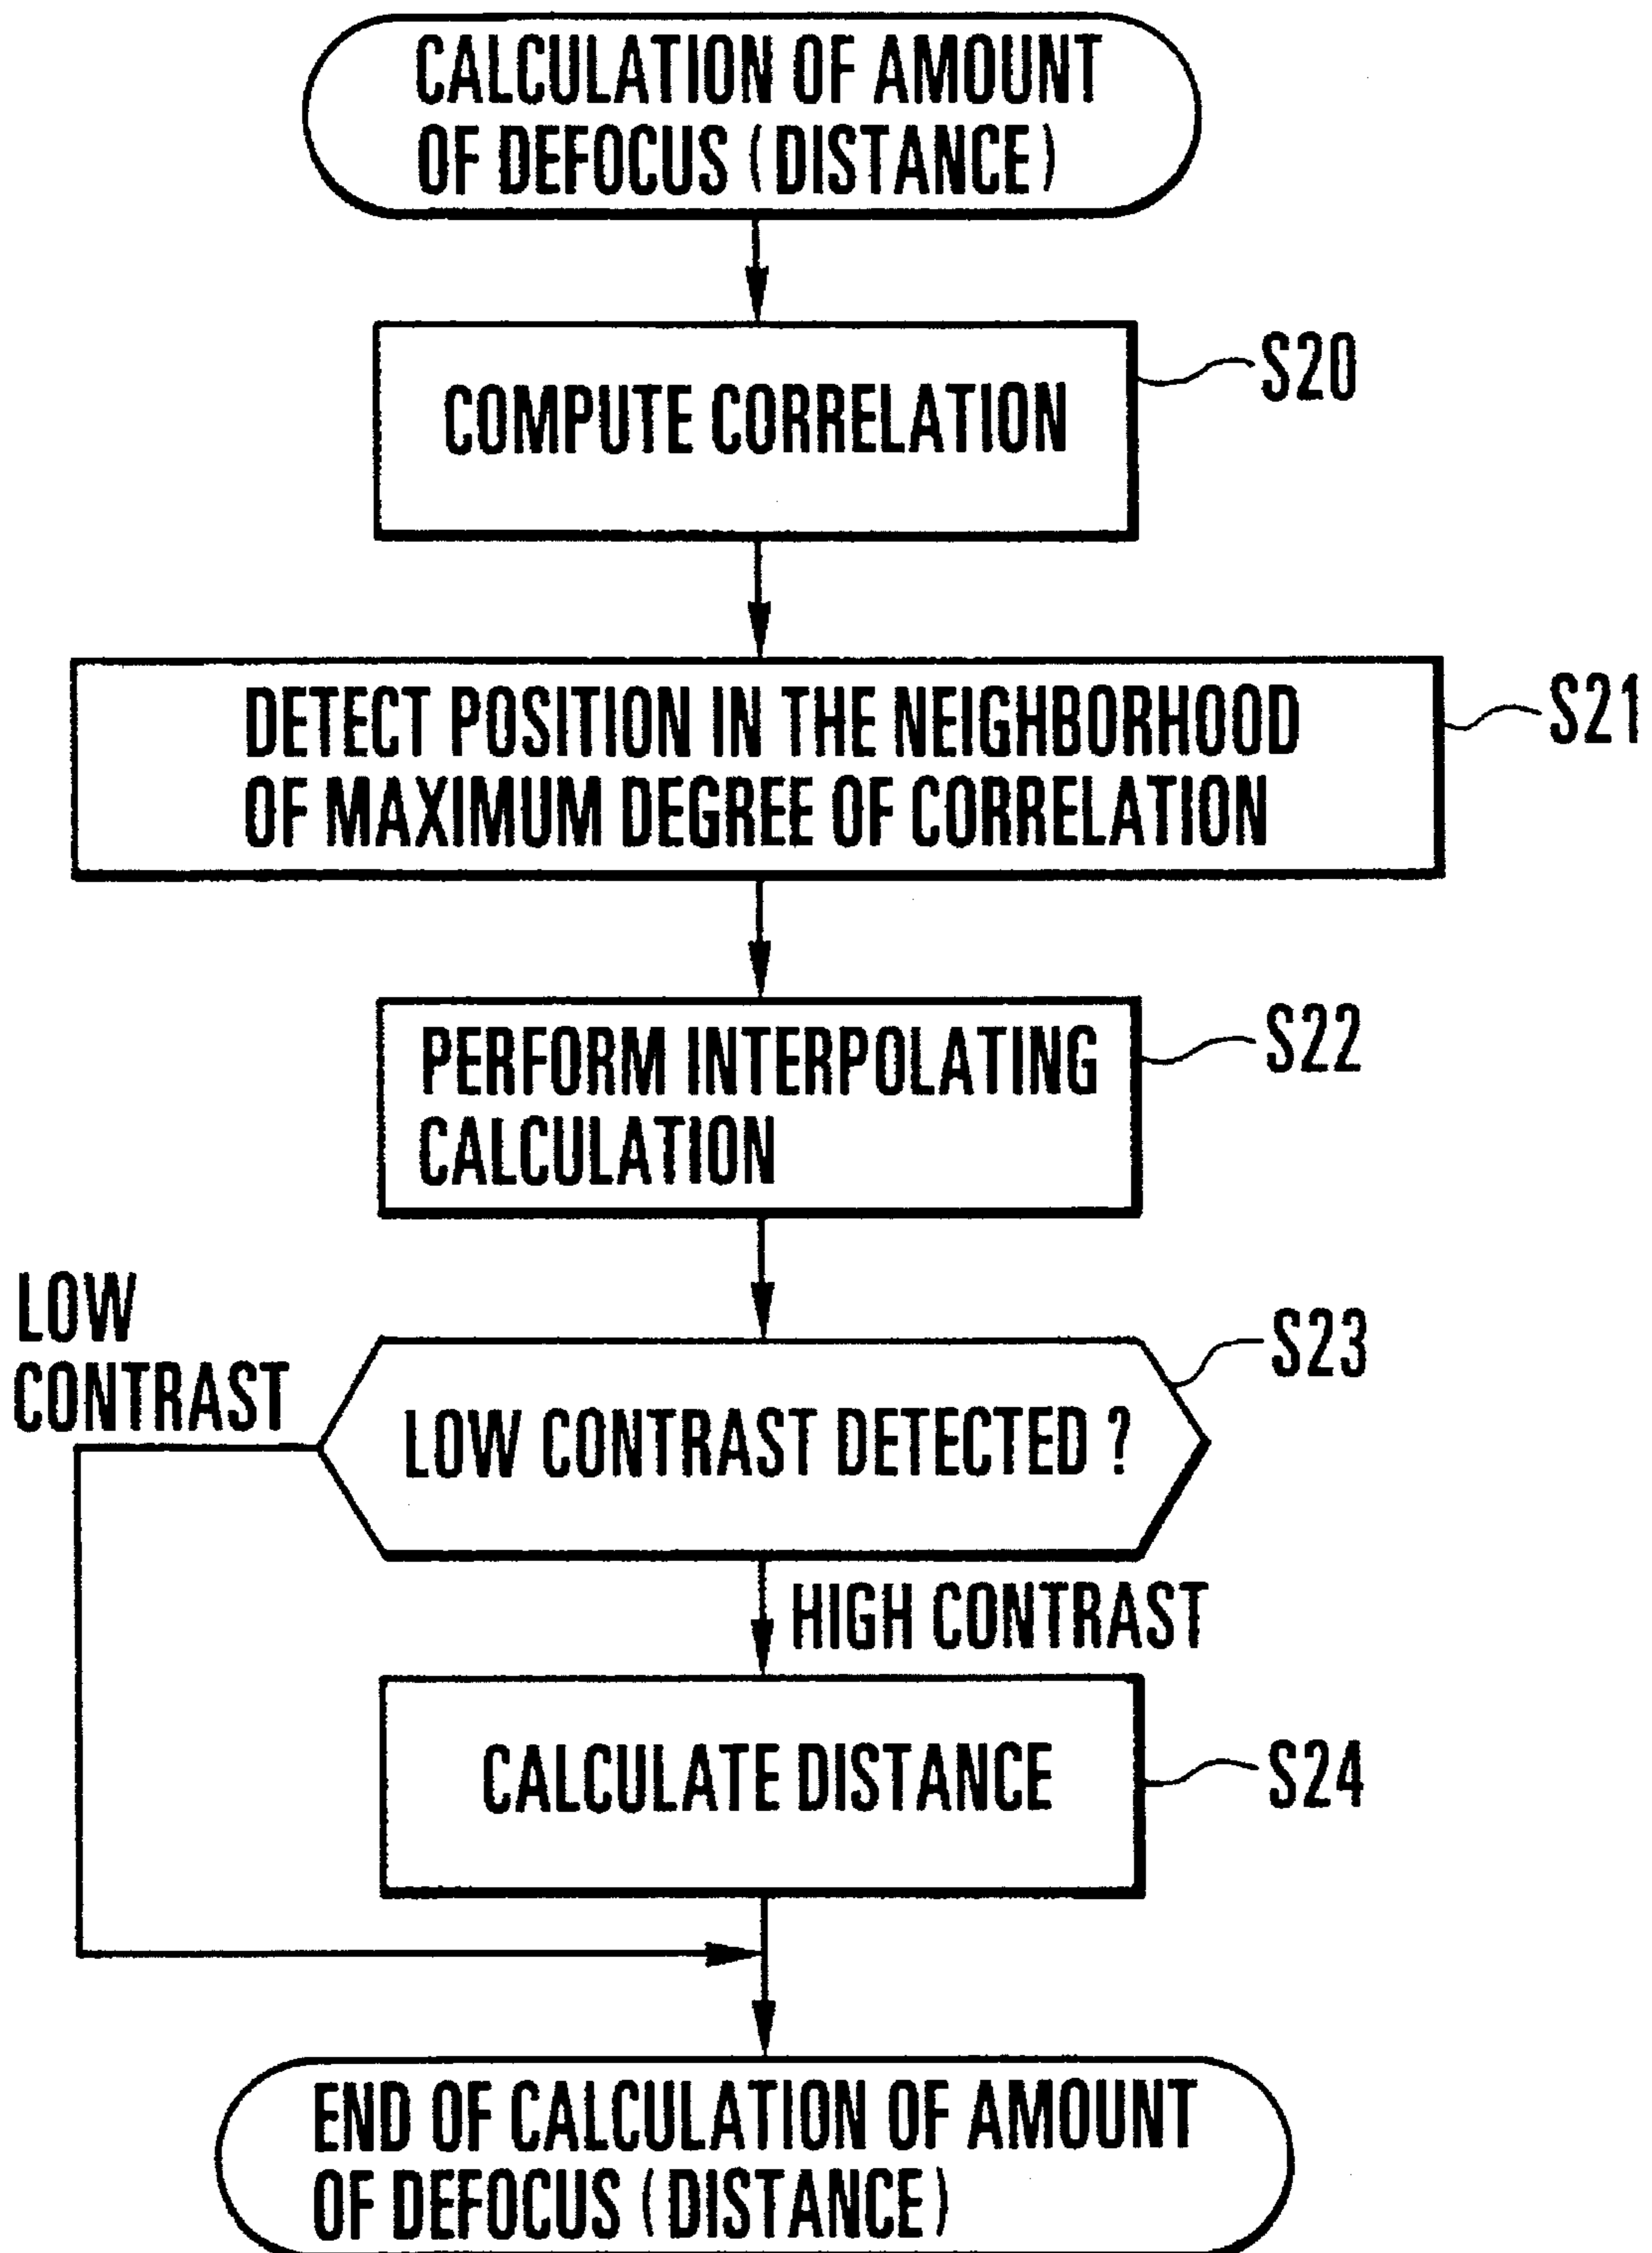 CALCULATION OF AMOUNT
OF DEFOCUS (DISTANCE)
COMPUTE CORRELATION
S20
DETECT POSITION IN THE NEIGHBORHOOD
OF MAXIMUM DEGREE OF CORRELATION
S21
PERFORM INTERPOLATING
CALCULATION
S22
LOW
CONTRAST
LOW CONTRAST DETECTED ?
S23
HIGH CONTRAST
CALCULATE DISTANCE
S24
END OF CALCULATION OF AMOUNT
OF DEFOCUS (DISTANCE)